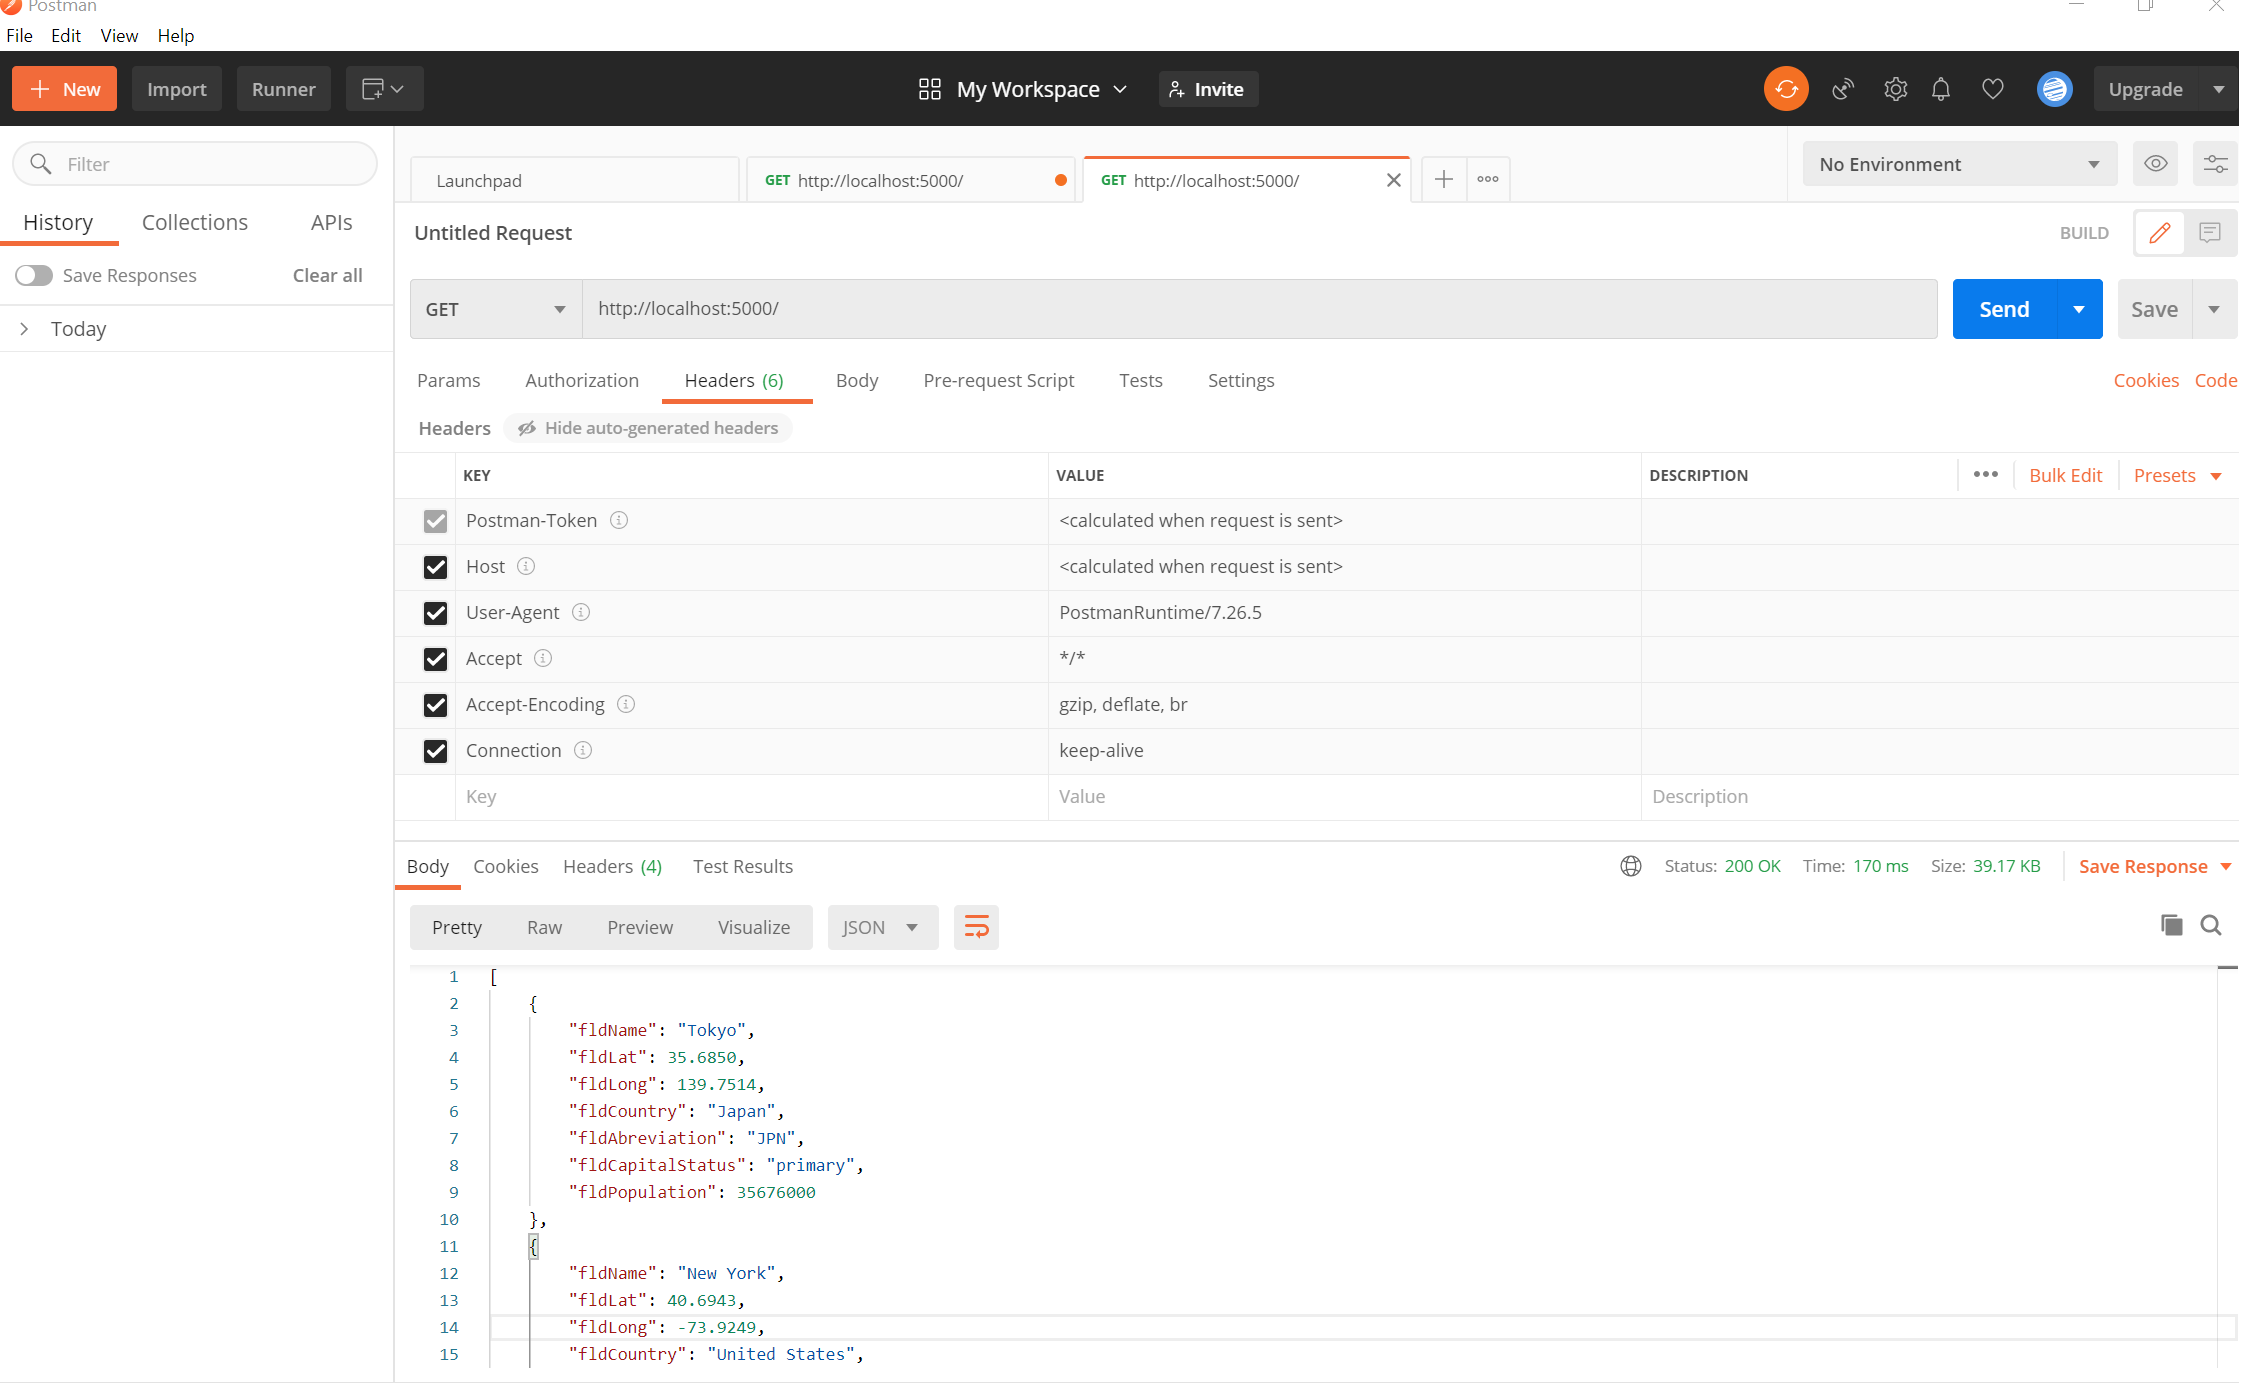 Postman
File Edit View Help
New Import Runner My Workspace Invite Upgrade
Filter
History Collections APIs
Save Responses Clear all
Today
Launchpad GET http://localhost:5000/ GET http://localhost:5000/ No Environment
Untitled Request BUILD
GET http://localhost:5000/ Send Save
Params Authorization Headers (6) Body Pre-request Script Tests Settings Cookies Code
Headers Hide auto-generated headers
KEY VALUE DESCRIPTION ••• Bulk Edit Presets
Postman-Token <calculated when request is sent>
Host <calculated when request is sent>
User-Agent PostmanRuntime/7.26.5
Accept */*
Accept-Encoding gzip, deflate, br
Connection keep-alive
Key Value Description
Body Cookies Headers (4) Test Results Status: 200 OK Time: 170 ms Size: 39.17 KB Save Response
Pretty Raw Preview Visualize JSON
1 [
2 {
3 "fldName": "Tokyo",
4 "fldLat": 35.6850,
5 "fldLong": 139.7514,
6 "fldCountry": "Japan",
7 "fldAbreviation": "JPN",
8 "fldCapitalStatus": "primary",
9 "fldPopulation": 35676000
10 },
11 {
12 "fldName": "New York",
13 "fldLat": 40.6943,
14 "fldLong": -73.9249,
15 "fldCountry": "United States",